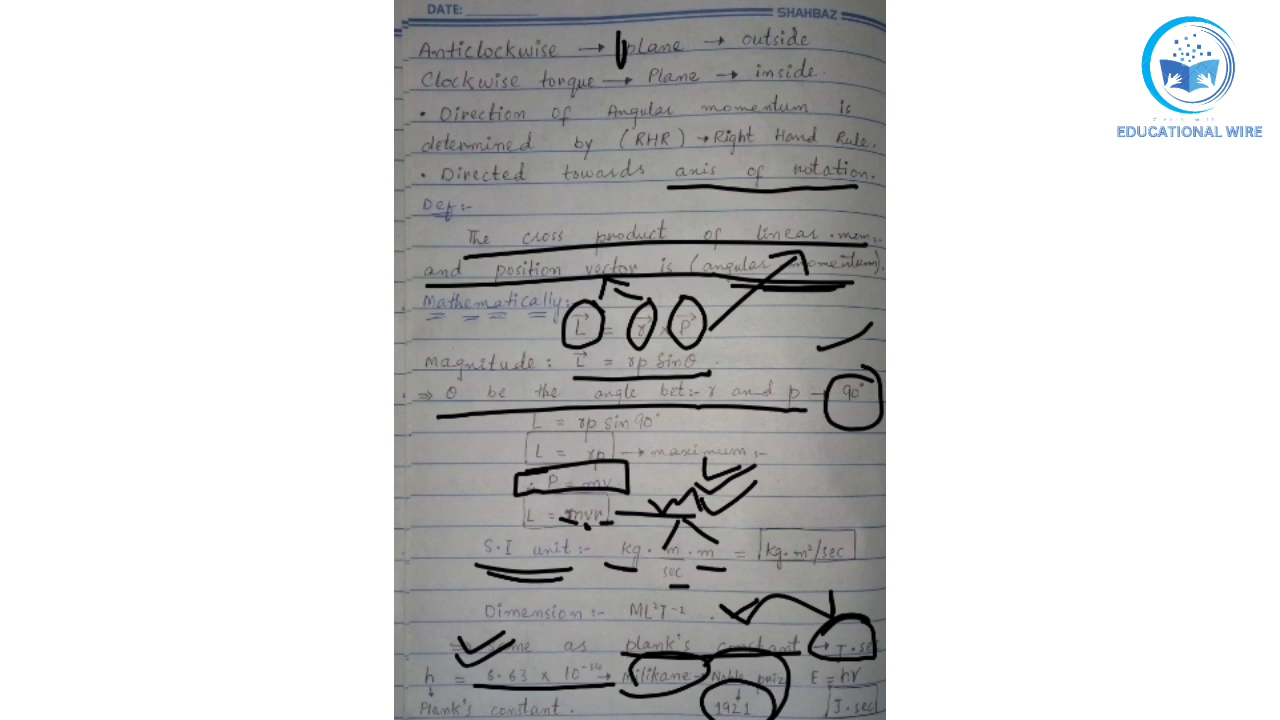 DATE:
SHAHBAZ
EDUCATIONAL WIRE
Anticlockwise → plane → outside
Clockwise torque → Plane → inside.
• Direction of Angular momentum is
determined by (RHR) → Right Hand Rule.
• Directed towards axis of rotation.
Def:-
The cross product of linear mom:-
and position vector is (angular momentum).
Mathematically:-
L⃗ = r⃗ × P⃗
Magnitude: L⃗ = rp sinθ.
⇒ θ be the angle bet:- r and p → 90°
L = rp sin 90°
L = rp → maximum:-
∴ P = mv
L = mvr
S.I unit:- kg. m/sec . m = kg.m²/sec
Dimension:- ML²T⁻² .
⇒ same as plank's constant → J.sec
h = 6.63 × 10⁻³⁴ → Milikane → Noble E = hν
↓ ↓
Plank's constant. 1921 J.sec